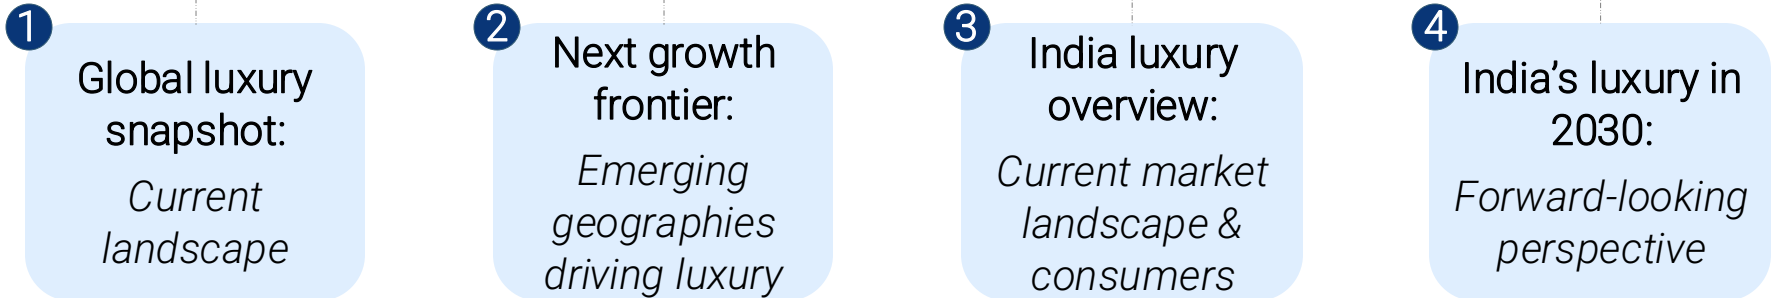 1
Global luxury
snapshot:
Current
landscape
2
Next growth
frontier:
Emerging
geographies
driving luxury
3
India luxury
overview:
Current market
landscape &
consumers
4
India’s luxury in
2030:
Forward-looking
perspective